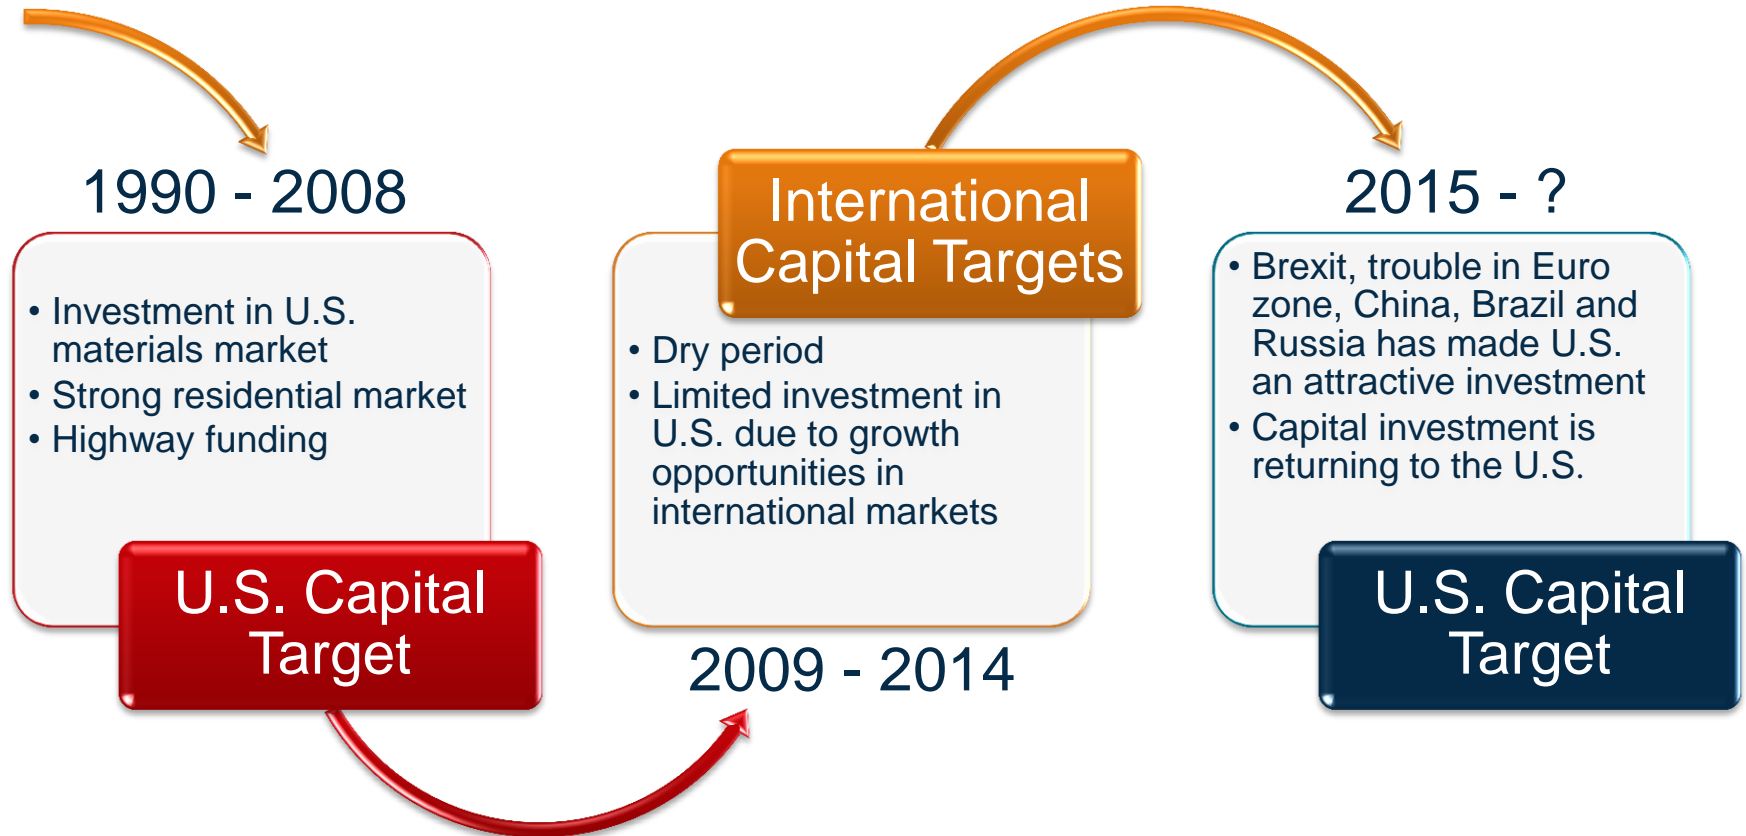 1990 - 2008
• Investment in U.S.
materials market
• Strong residential market
• Highway funding
U.S. Capital
Target
International
Capital Targets
• Dry period
• Limited investment in
U.S. due to growth
opportunities in
international markets
2009 - 2014
2015 - ?
• Brexit, trouble in Euro
zone, China, Brazil and
Russia has made U.S.
an attractive investment
• Capital investment is
returning to the U.S.
U.S. Capital
Target